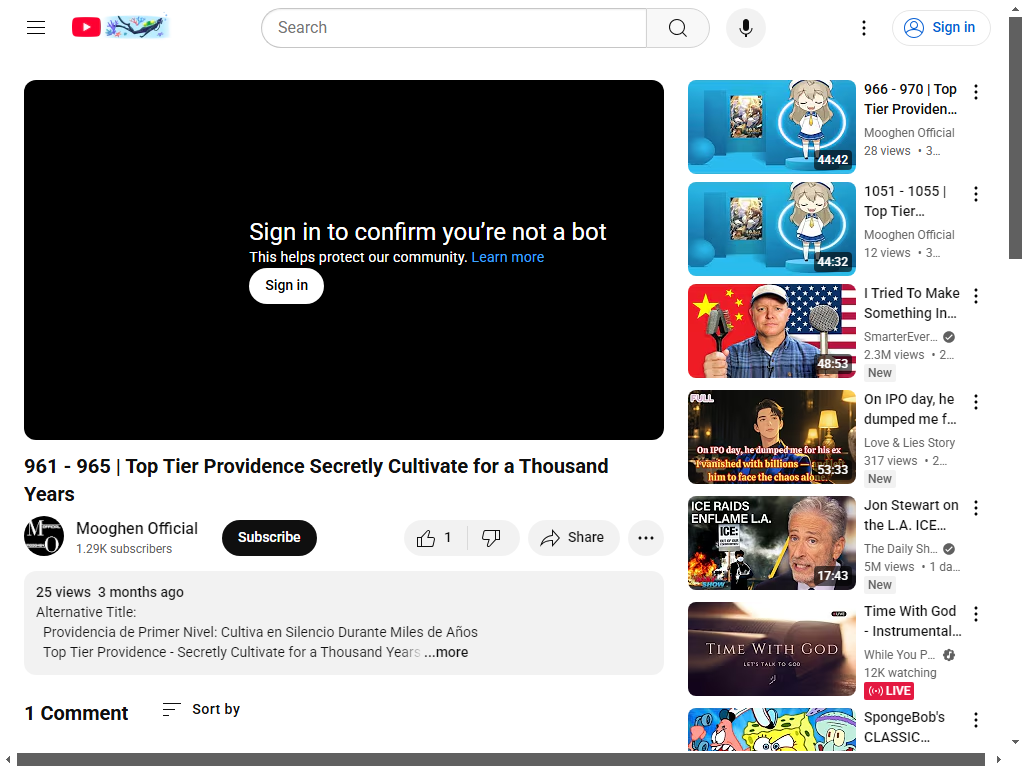 Search
Sign in
Sign in to confirm you’re not a bot
This helps protect our community. Learn more
Sign in
961 - 965 | Top Tier Providence Secretly Cultivate for a Thousand
Years
Mooghen Official
1.29K subscribers
Subscribe
1
Share
25 views 3 months ago
Alternative Title:
Providencia de Primer Nivel: Cultiva en Silencio Durante Miles de Años
Top Tier Providence - Secretly Cultivate for a Thousand Years ...more
1 Comment
Sort by
44:42
966 - 970 | Top
Tier Providen...
Mooghen Official
28 views • 3...
44:32
1051 - 1055 |
Top Tier...
Mooghen Official
12 views • 3...
48:53
I Tried To Make
Something In...
SmarterEver...
2.3M views • 2...
New
FULL
On IPO day, he dumped me for his ex
I vanished with billions —
him to face the chaos alone
53:33
On IPO day, he
dumped me f...
Love & Lies Story
317 views • 2...
New
ICE RAIDS
ENFLAME L.A.
ICE:
SHOW
17:43
Jon Stewart on
the L.A. ICE...
The Daily Sh...
5M views • 1 da...
New
LIVE
TIME WITH GOD
LET'S TALK TO GOD
Time With God
- Instrumental...
While You P...
12K watching
LIVE
SpongeBob's
CLASSIC...